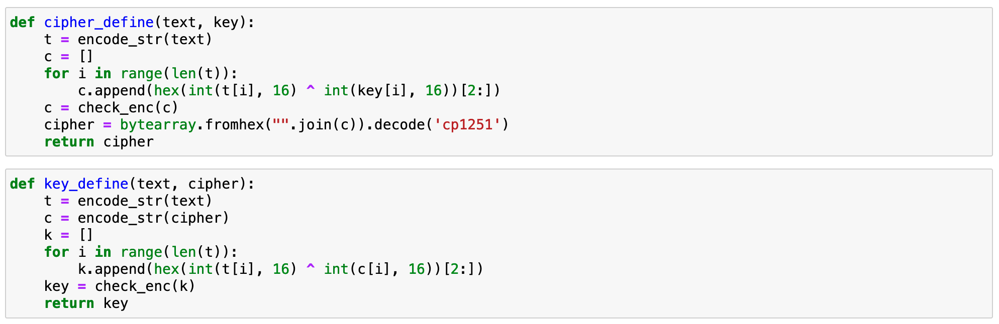 def cipher_define(text, key):
    t = encode_str(text)
    c = []
    for i in range(len(t)):
        c.append(hex(int(t[i], 16) ^ int(key[i], 16))[2:])
    c = check_enc(c)
    cipher = bytearray.fromhex("".join(c)).decode('cp1251')
    return cipher
def key_define(text, cipher):
    t = encode_str(text)
    c = encode_str(cipher)
    k = []
    for i in range(len(t)):
        k.append(hex(int(t[i], 16) ^ int(c[i], 16))[2:])
    key = check_enc(k)
    return key